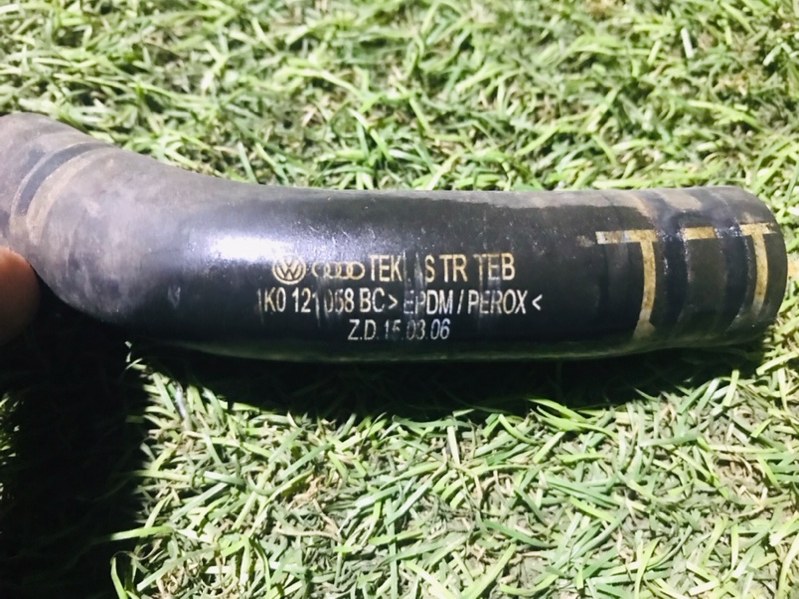 TEKLAS TR TEB
1K0 121 058 BC > EPDM / PEROX <
Z.D. 15.03.06